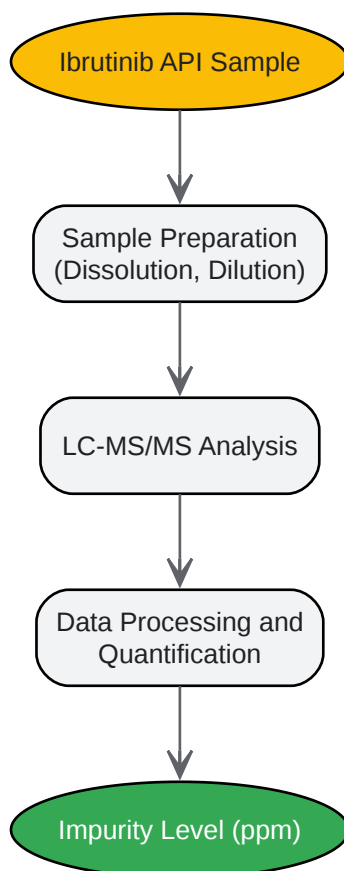 Ibrutinib API Sample
Sample Preparation
(Dissolution, Dilution)
LC-MS/MS Analysis
Data Processing and
Quantification
Impurity Level (ppm)